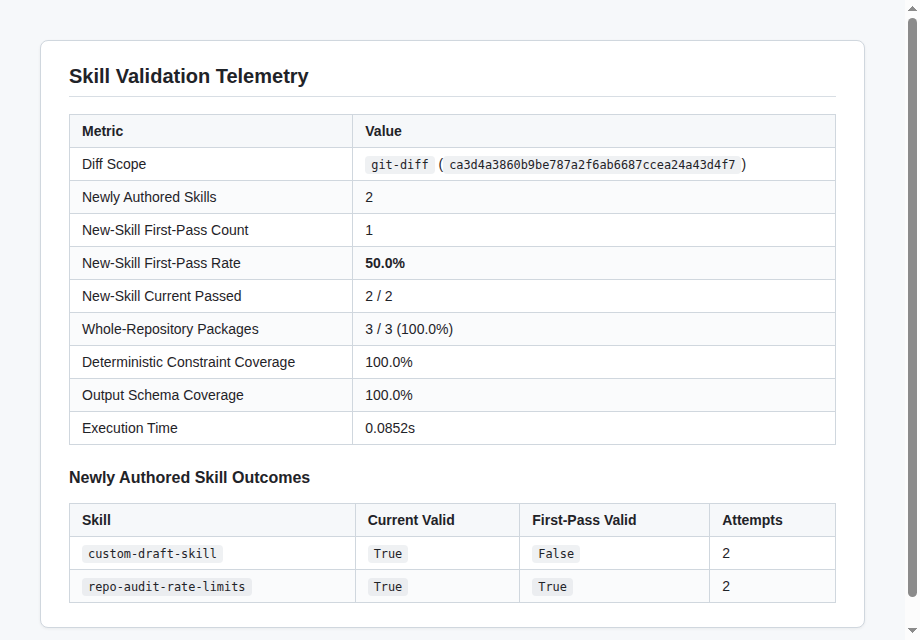 Skill Validation Telemetry
Metric Value
Diff Scope git-diff ( ca3d4a3860b9be787a2f6ab6687ccea24a43d4f7 )
Newly Authored Skills 2
New-Skill First-Pass Count 1
New-Skill First-Pass Rate 50.0%
New-Skill Current Passed 2 / 2
Whole-Repository Packages 3 / 3 (100.0%)
Deterministic Constraint Coverage 100.0%
Output Schema Coverage 100.0%
Execution Time 0.0852s
Newly Authored Skill Outcomes
Skill Current Valid First-Pass Valid Attempts
custom-draft-skill True False 2
repo-audit-rate-limits True True 2